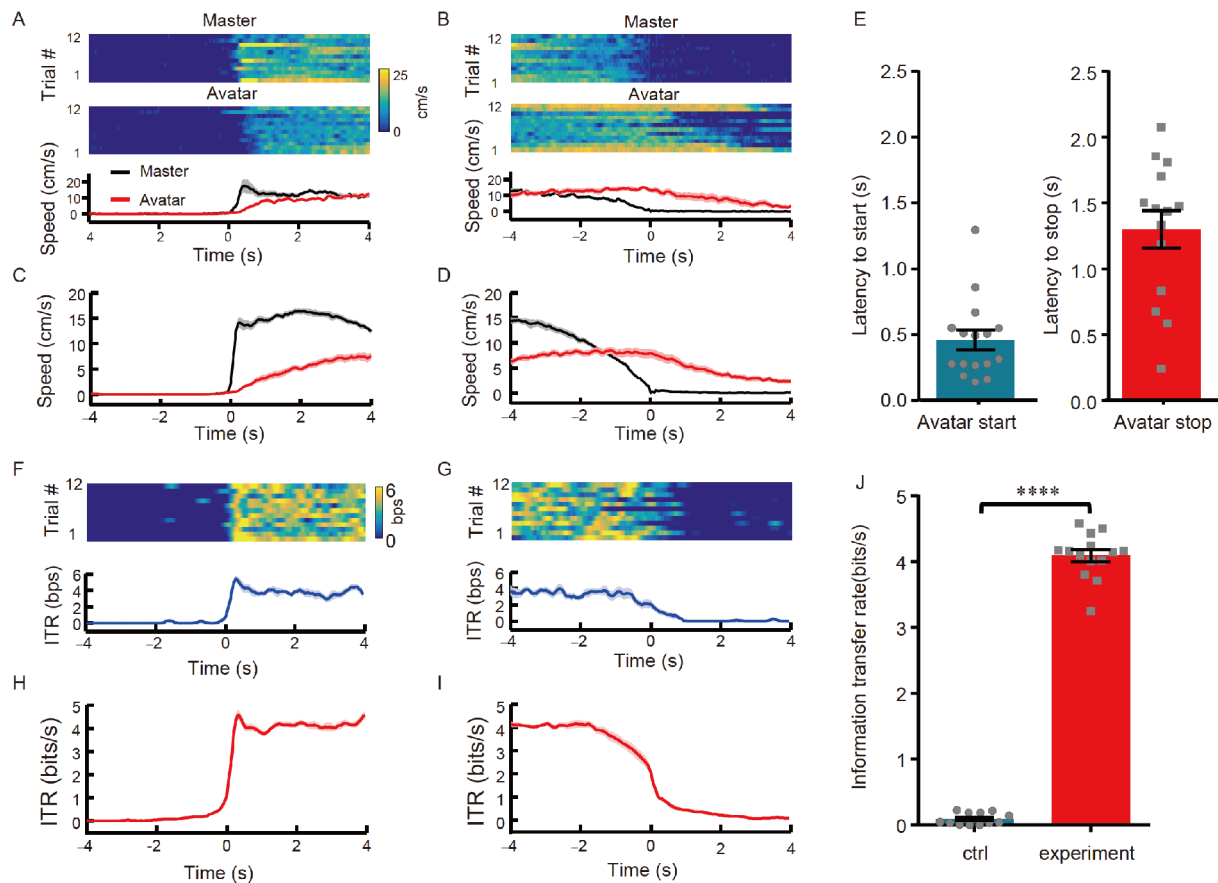 A
Master
Trial #
12
1
25
0
cm/s
Avatar
12
1
Speed (cm/s)
Master
Avatar
20
10
0
4 2 0 2 4
Time (s)
B
Master
Trial #
12
1
Avatar
12
1
Speed (cm/s)
20
10
0
−4 −2 0 2 4
Time (s)
C
Speed (cm/s)
20
15
10
5
0
−4 −2 0 2 4
Time (s)
D
Speed (cm/s)
20
15
10
5
0
−4 −2 0 2 4
Time (s)
E
Latency to start (s)
2.5
2.0
1.5
1.0
0.5
0.0
Avatar start
Latency to stop (s)
2.5
2.0
1.5
1.0
0.5
0.0
Avatar stop
F
Trial #
12
1
6
0
bps
ITR (bps)
6
4
2
0
−4 −2 0 2 4
Time (s)
G
Trial #
12
1
ITR (bps)
6
4
2
0
−4 −2 0 2 4
Time (s)
H
ITR (bits/s)
5
4
3
2
1
0
-4 -2 0 2 4
Time (s)
I
ITR (bits/s)
5
4
3
2
1
0
-4 -2 0 2 4
Time (s)
J
Information transfer rate(bits/s)
5
4
3
2
1
0
****
ctrl experiment